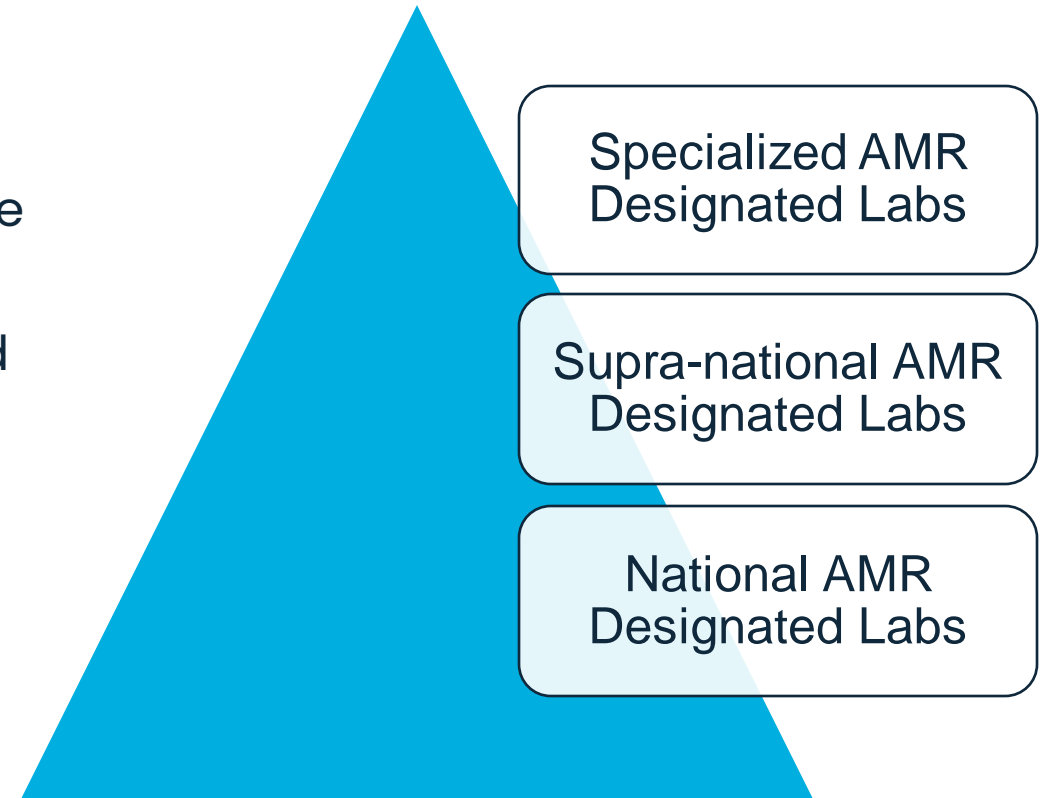 Specialized AMR
Designated Labs
Supra-national AMR
Designated Labs
National AMR
Designated Labs